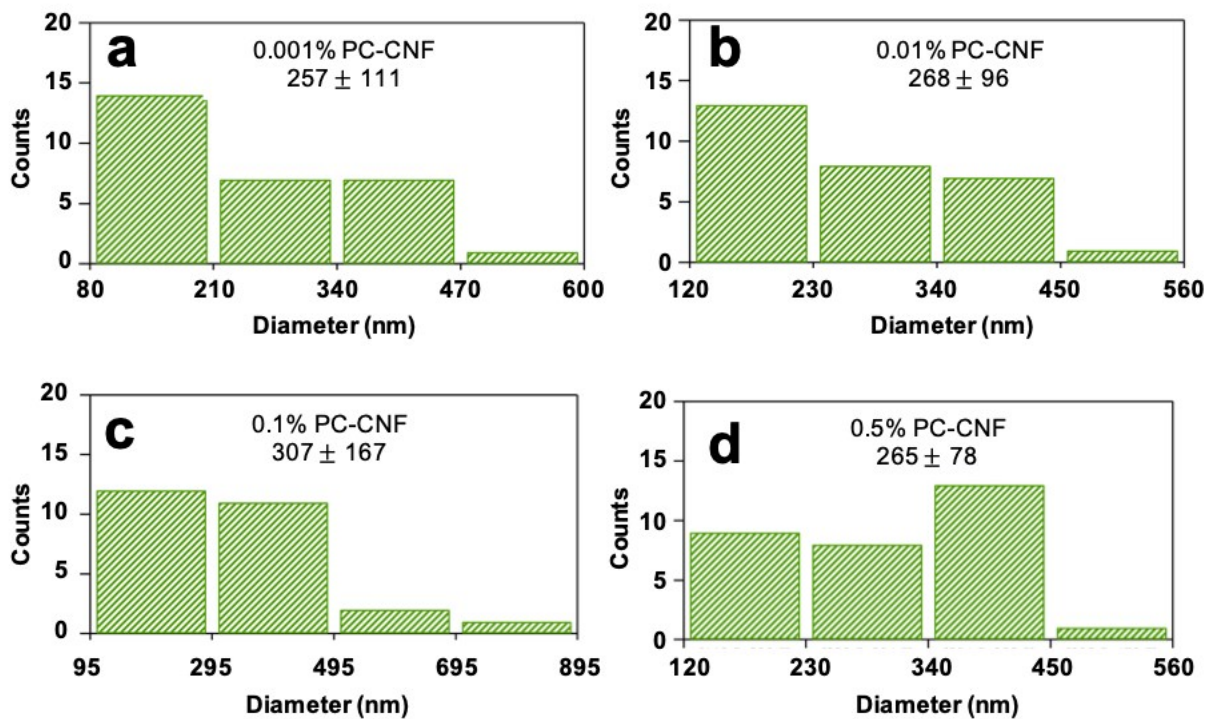 a
0.001% PC-CNF
257 ± 111
20
15
10
5
0
Counts
80 210 340 470 600
Diameter (nm)
b
0.01% PC-CNF
268 ± 96
20
15
10
5
0
Counts
120 230 340 450 560
Diameter (nm)
c
0.1% PC-CNF
307 ± 167
20
15
10
5
0
Counts
95 295 495 695 895
Diameter (nm)
d
0.5% PC-CNF
265 ± 78
20
15
10
5
0
Counts
120 230 340 450 560
Diameter (nm)